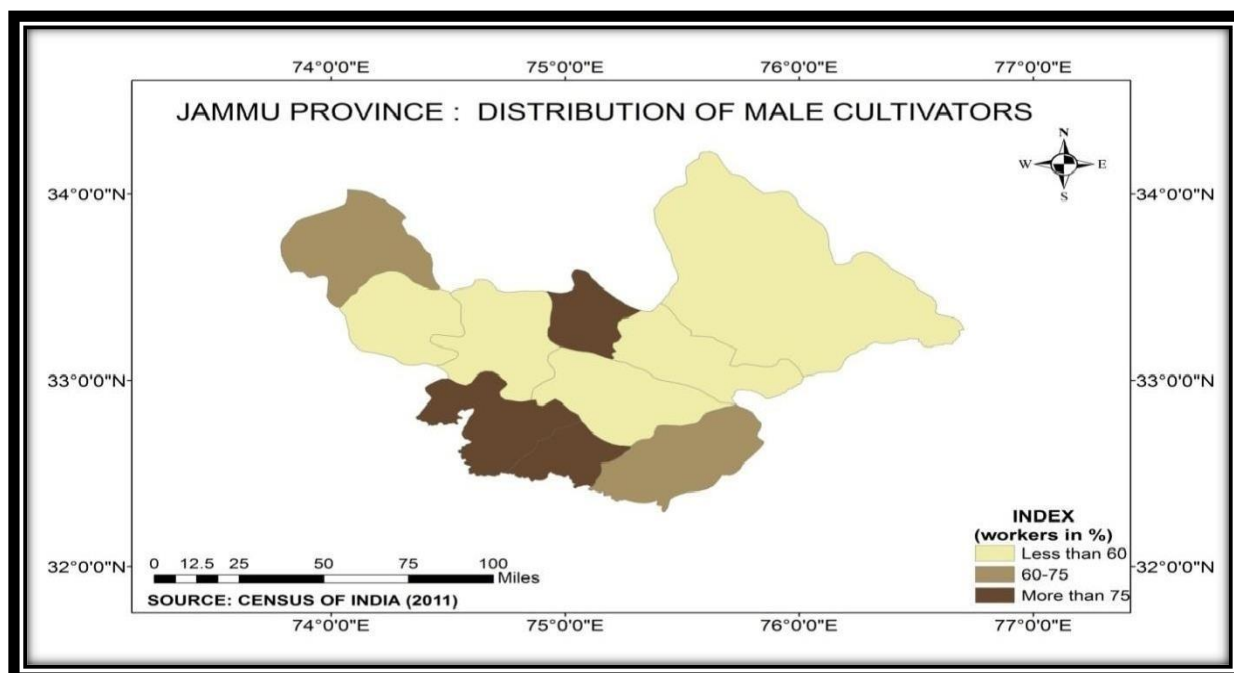 74°0'0"E 75°0'0"E 76°0'0"E 77°0'0"E
JAMMU PROVINCE : DISTRIBUTION OF MALE CULTIVATORS
N
W E
S
34°0'0"N 34°0'0"N
33°0'0"N 33°0'0"N
INDEX
(workers in %)
Less than 60
60-75
More than 75
32°0'0"N 32°0'0"N
0 12.5 25 50 75 100
Miles
SOURCE: CENSUS OF INDIA (2011)
74°0'0"E 75°0'0"E 76°0'0"E 77°0'0"E